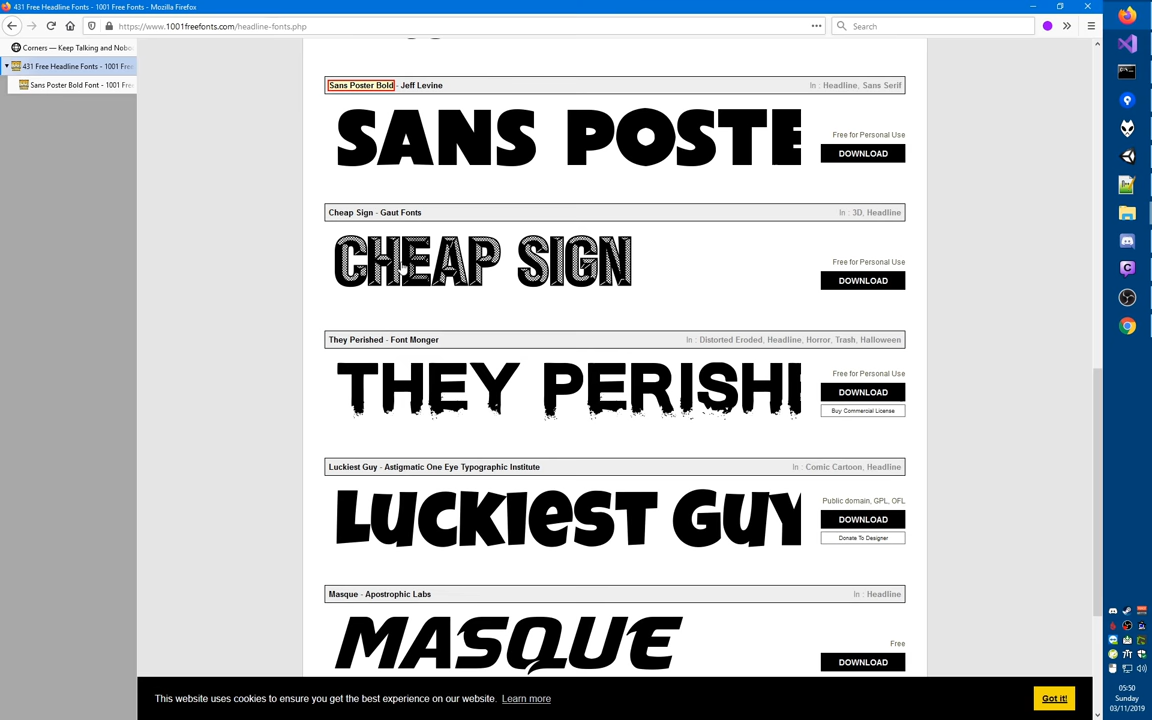 431 Free Headline Fonts - 1001 Free Fonts - Mozilla Firefox
https://www.1001freefonts.com/headline-fonts.php
Search
Corners — Keep Talking and Nobo
431 Free Headline Fonts - 1001 Free
Sans Poster Bold Font - 1001 Fre
Sans Poster Bold - Jeff Levine
In : Headline, Sans Serif
SANS POSTE
Free for Personal Use
DOWNLOAD
Cheap Sign - Gaut Fonts
In : 3D, Headline
CHEAP SIGN
Free for Personal Use
DOWNLOAD
They Perished - Font Monger
In : Distorted Eroded, Headline, Horror, Trash, Halloween
THEY PERISH
Free for Personal Use
DOWNLOAD
Buy Commercial License
Luckiest Guy - Astigmatic One Eye Typographic Institute
In : Comic Cartoon, Headline
LUCKIEST GUY
Public domain, GPL, OFL
DOWNLOAD
Donate To Designer
Masque - Apostrophic Labs
In : Headline
MASQUE
Free
DOWNLOAD
This website uses cookies to ensure you get the best experience on our website. Learn more
Got it!
05:50
Sunday
03/11/2019